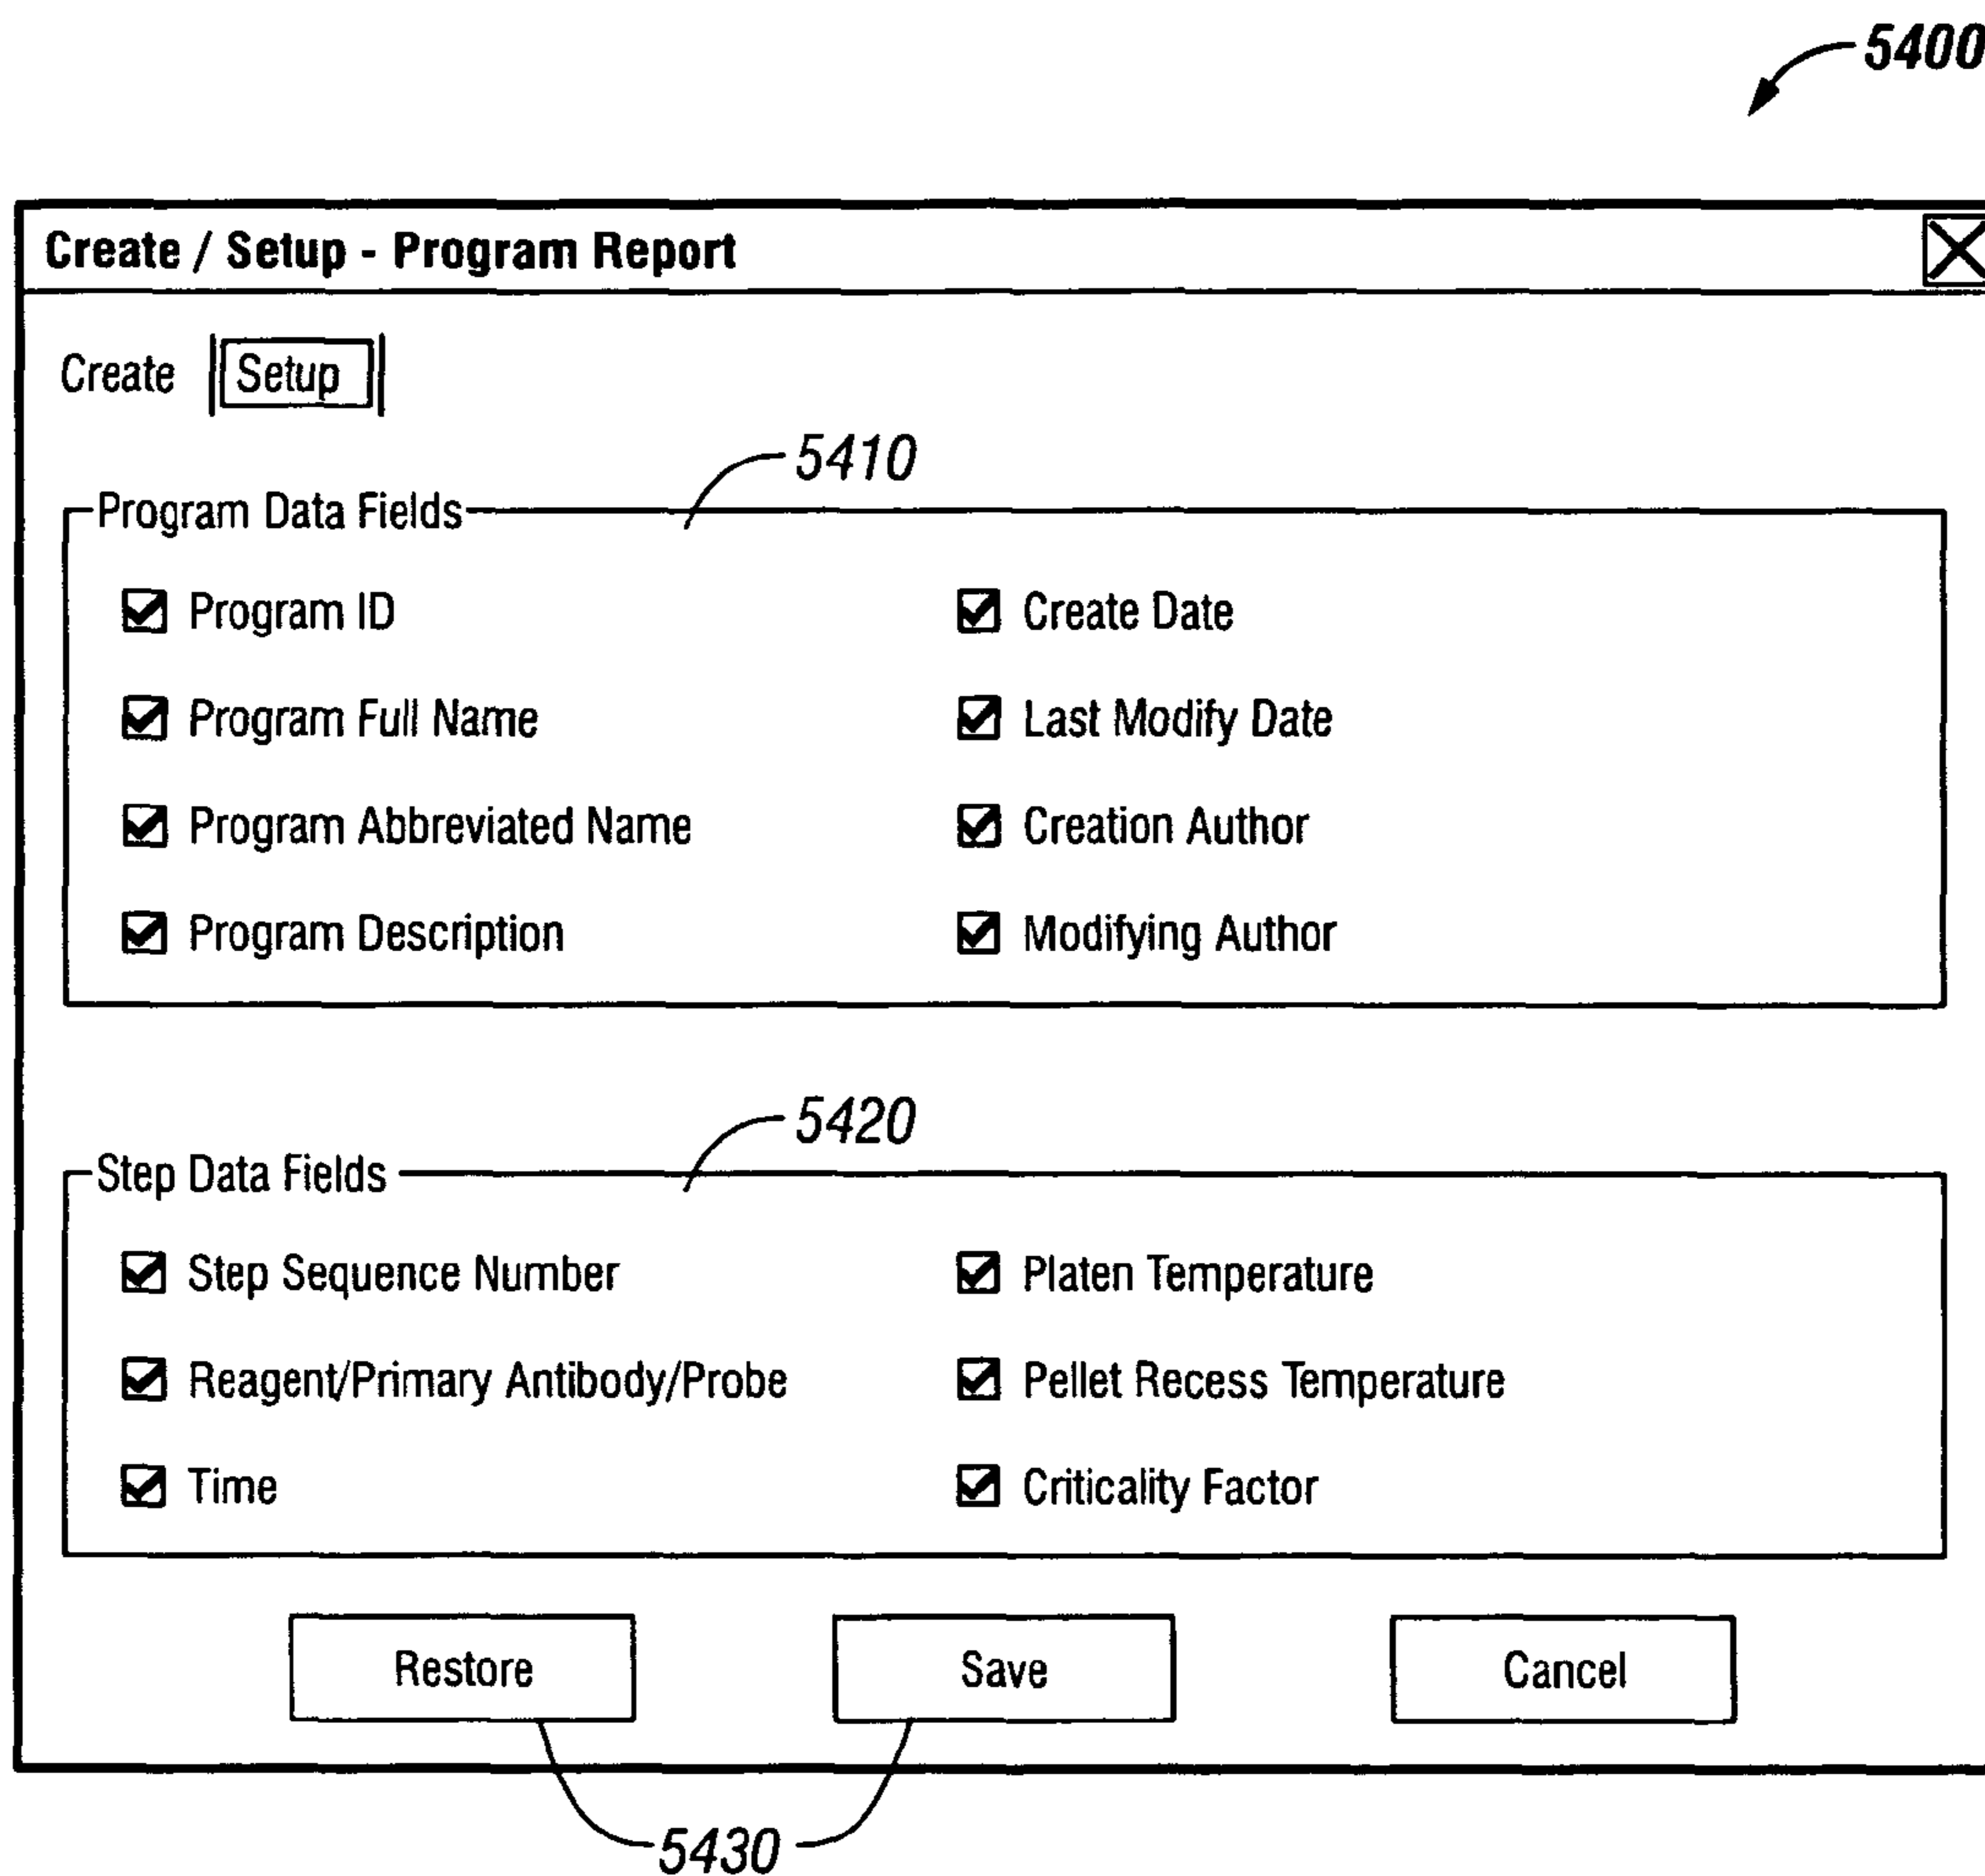 5400
Create / Setup - Program Report
Create Setup
5410
Program Data Fields
Program ID
Create Date
Program Full Name
Last Modify Date
Program Abbreviated Name
Creation Author
Program Description
Modifying Author
5420
Step Data Fields
Step Sequence Number
Platen Temperature
Reagent/Primary Antibody/Probe
Pellet Recess Temperature
Time
Criticality Factor
Restore
Save
Cancel
5430